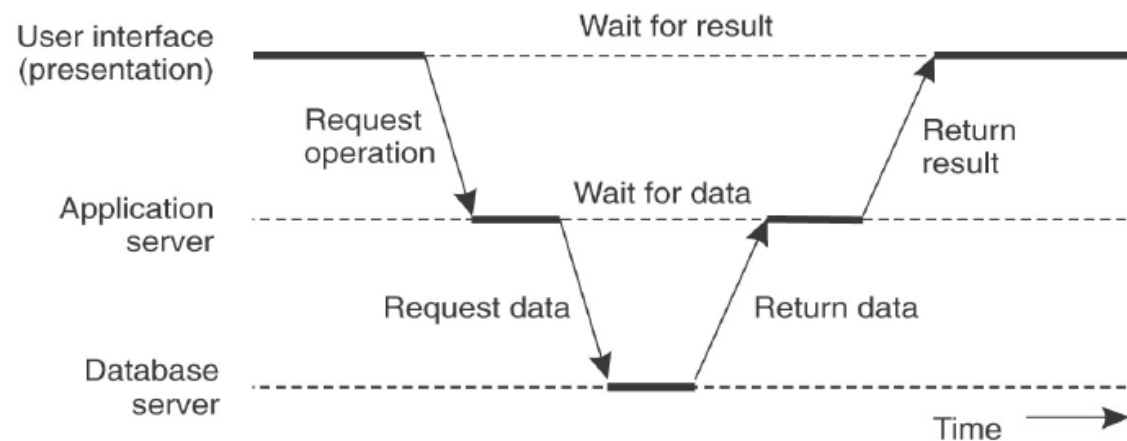 User interface
(presentation)
Wait for result
Request
operation
Return
result
Wait for data
Application
server
Request data
Return data
Database
server
Time